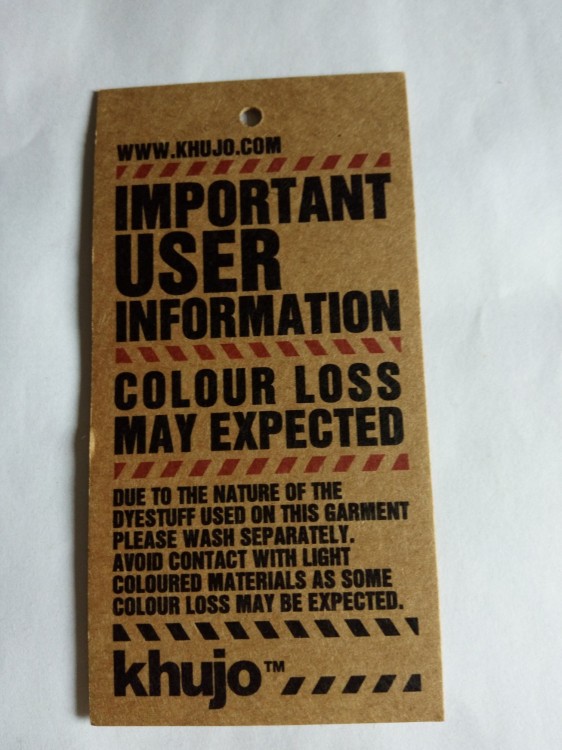 WWW.KHUJO.COM
IMPORTANT
USER
INFORMATION
COLOUR LOSS
MAY EXPECTED
DUE TO THE NATURE OF THE
DYESTUFF USED ON THIS GARMENT
PLEASE WASH SEPARATELY.
AVOID CONTACT WITH LIGHT
COLOURED MATERIALS AS SOME
COLOUR LOSS MAY BE EXPECTED.
khujo™